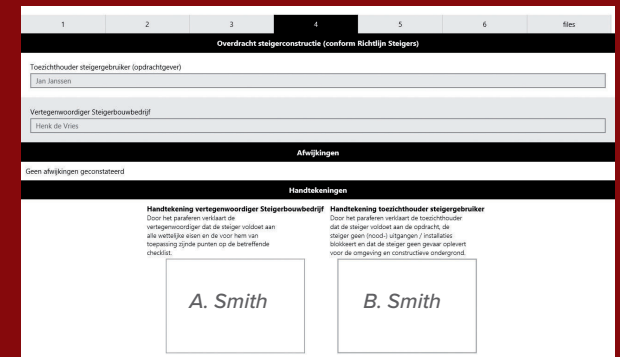 1 2 3 4 5 6 files
Overdracht steigerconstructie (conform Richtlijn Steigers)
Toezichthouder steigergebruiker (opdrachtgever)
Jan Janssen
Vertegenwoordiger Steigerbouwbedrijf
Henk de Vries
Afwijkingen
Geen afwijkingen geconstateerd
Handtekeningen
Handtekening vertegenwoordiger Steigerbouwbedrijf
Door het paraferen verklaart de
vertegenwoordiger dat de steiger voldoet aan
alle wettelijke eisen en de voor hem van
toepassing zijnde punten op de betreffende
checklist.
A. Smith
Handtekening toezichthouder steigergebruiker
Door het paraferen verklaart de toezichthouder
dat de steiger voldoet aan de opdracht, de
steiger geen (nood-) uitgangen / installaties
blokkeert en dat de steiger geen gevaar oplevert
voor de omgeving en constructieve ondergrond.
B. Smith